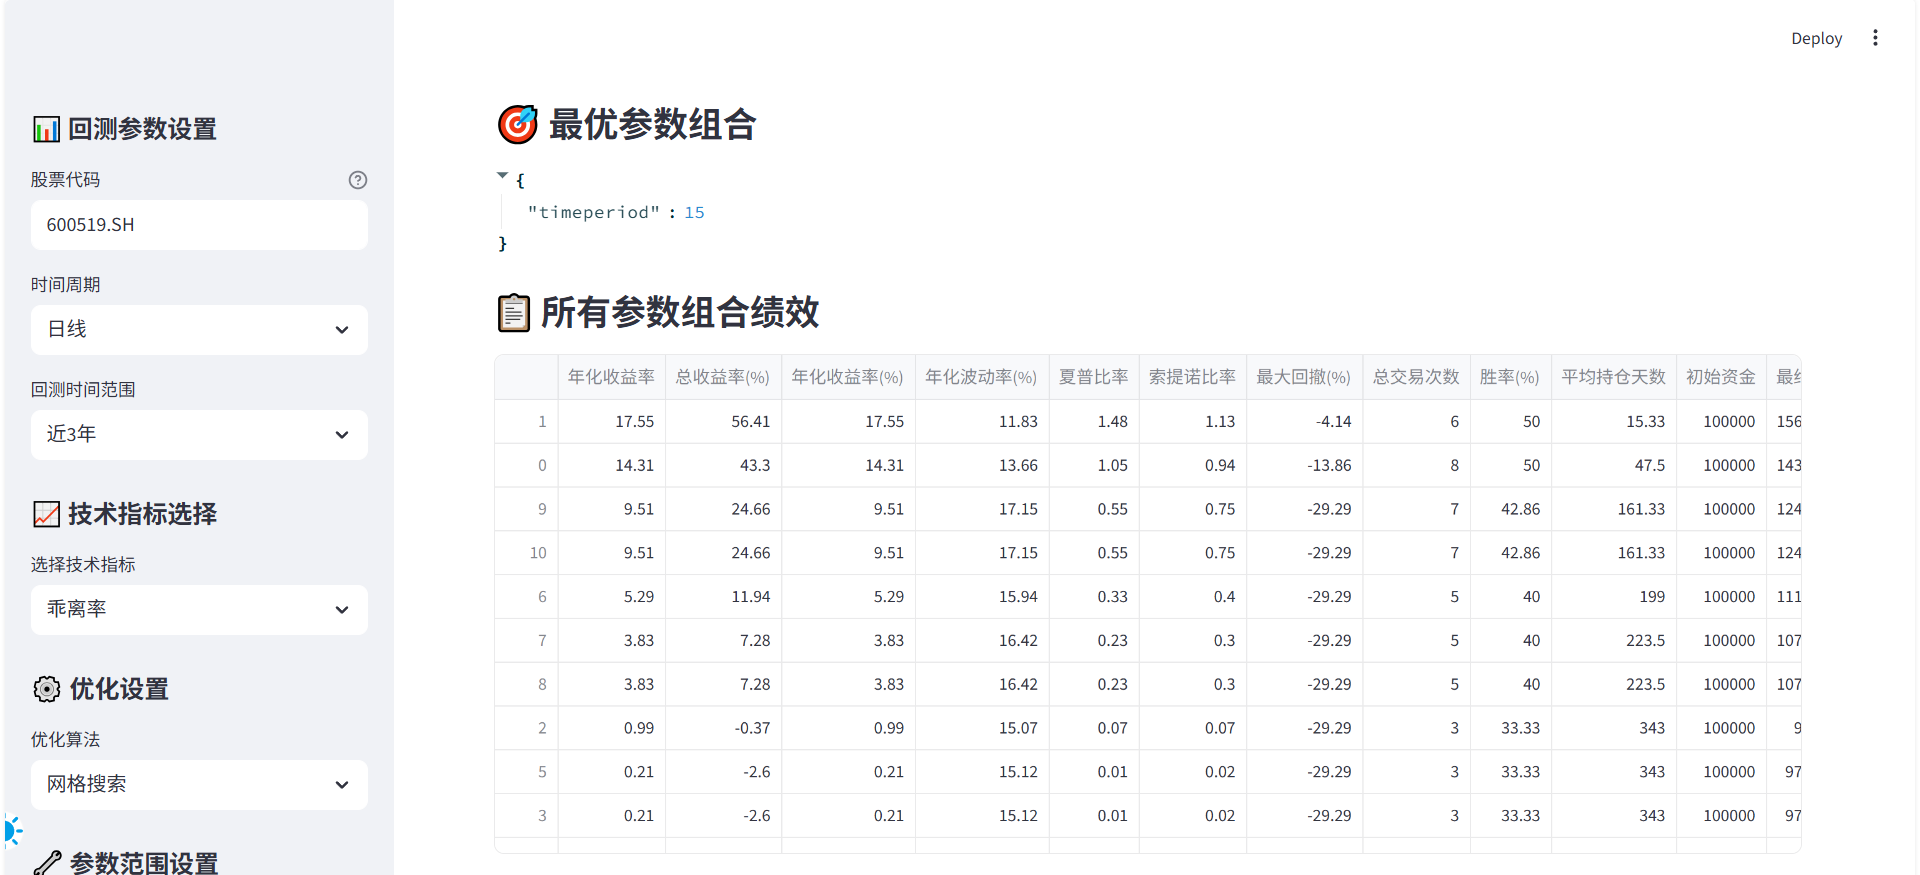 Deploy
回测参数设置
股票代码
600519.SH
时间周期
日线
回测时间范围
近3年
技术指标选择
选择技术指标
乖离率
优化设置
优化算法
网格搜索
参数范围设置
最优参数组合
{
"timeperiod" : 15
}
所有参数组合绩效
年化收益率 总收益率(%) 年化收益率(%) 年化波动率(%) 夏普比率 索提诺比率 最大回撤(%) 总交易次数 胜率(%) 平均持仓天数 初始资金 最
1 17.55 56.41 17.55 11.83 1.48 1.13 -4.14 6 50 15.33 100000 156
0 14.31 43.3 14.31 13.66 1.05 0.94 -13.86 8 50 47.5 100000 143
9 9.51 24.66 9.51 17.15 0.55 0.75 -29.29 7 42.86 161.33 100000 124
10 9.51 24.66 9.51 17.15 0.55 0.75 -29.29 7 42.86 161.33 100000 124
6 5.29 11.94 5.29 15.94 0.33 0.4 -29.29 5 40 199 100000 111
7 3.83 7.28 3.83 16.42 0.23 0.3 -29.29 5 40 223.5 100000 107
8 3.83 7.28 3.83 16.42 0.23 0.3 -29.29 5 40 223.5 100000 107
2 0.99 -0.37 0.99 15.07 0.07 0.07 -29.29 3 33.33 343 100000 9
5 0.21 -2.6 0.21 15.12 0.01 0.02 -29.29 3 33.33 343 100000 97
3 0.21 -2.6 0.21 15.12 0.01 0.02 -29.29 3 33.33 343 100000 97